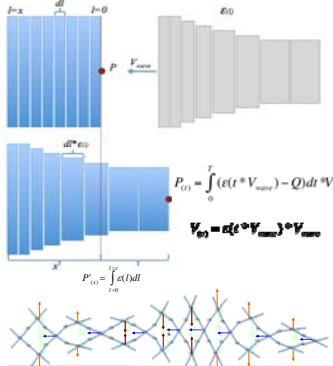 l=x dl l=0
ε(l)
P V_wave
dl*ε(l)
P_(x) = ∫_0^T (ε(t*V_wave) − Q)dt*V
V_(t) = ε(t*V_wave)*V_wave
x'
P'_(x) = ∫_{l=0}^{l=x} ε(l)dl